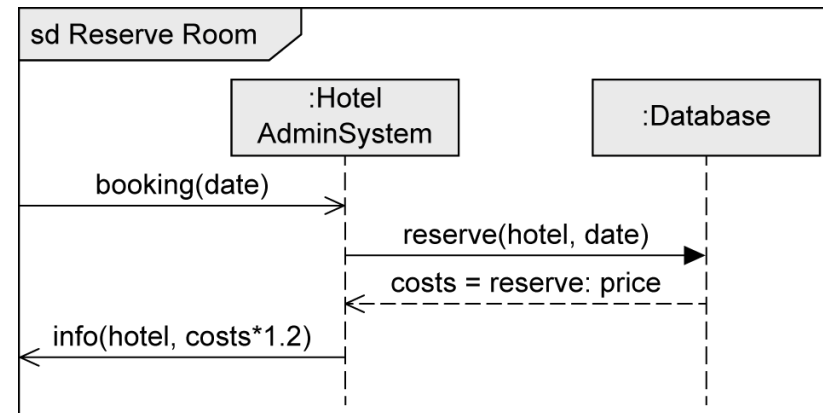 sd Reserve Room
:Hotel
AdminSystem
:Database
booking(date)
reserve(hotel, date)
costs = reserve: price
info(hotel, costs*1.2)